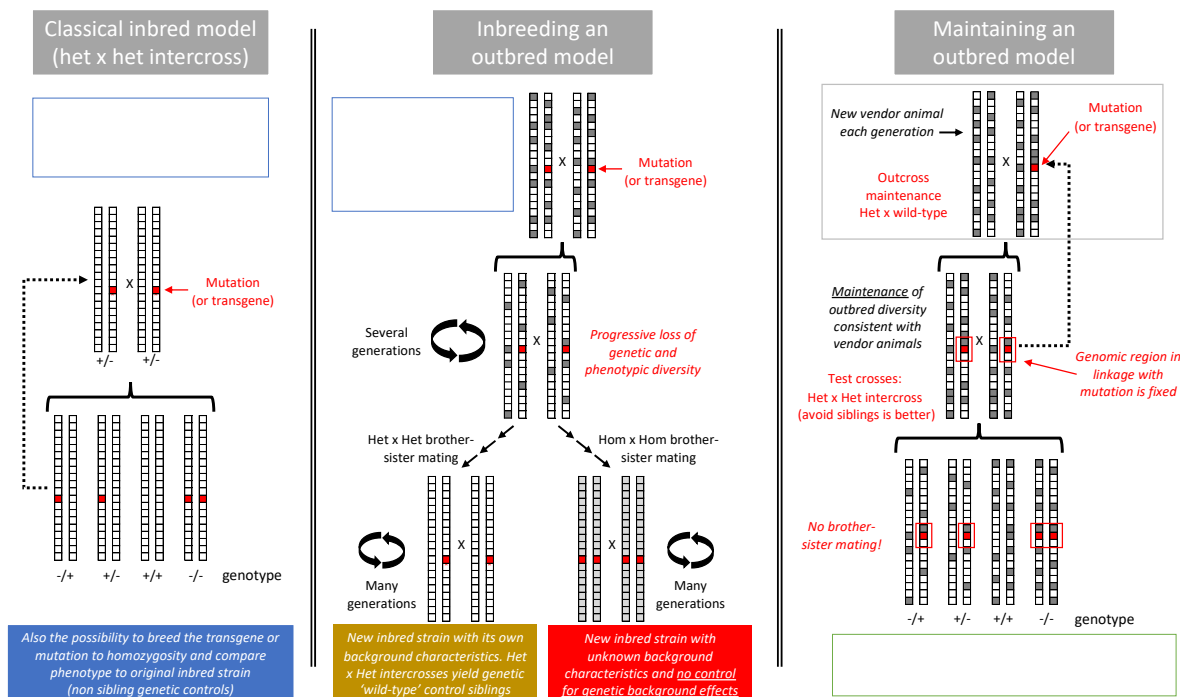 Classical inbred model
(het x het intercross)
X
Mutation
(or transgene)
+/-
+/-
-/+
+/-
+/+
-/-
genotype
Also the possibility to breed the transgene or
mutation to homozygosity and compare
phenotype to original inbred strain
(non sibling genetic controls)
Inbreeding an
outbred model
X
Mutation
(or transgene)
Several
generations
X
Progressive loss of
genetic and
phenotypic diversity
Het x Het brother-
sister mating
Hom x Hom brother-
sister mating
X
X
Many
generations
Many
generations
New inbred strain with its own
background characteristics. Het
x Het intercrosses yield genetic
‘wild-type’ control siblings
New inbred strain with
unknown background
characteristics and no control
for genetic background effects
Maintaining an
outbred model
New vendor animal
each generation
X
Mutation
(or transgene)
Outcross
maintenance
Het x wild-type
Maintenance of
outbred diversity
consistent with
vendor animals
X
Test crosses:
Het x Het intercross
(avoid siblings is better)
Genomic region in
linkage with
mutation is fixed
No brother-
sister mating!
-/+
+/-
+/+
-/-
genotype